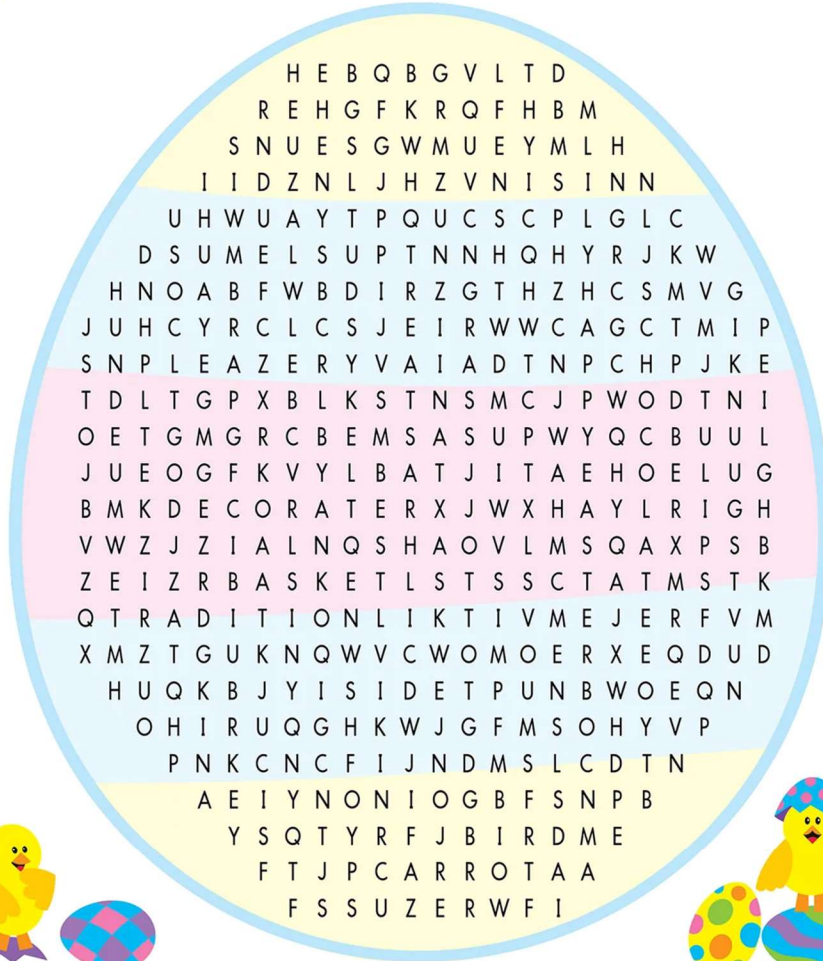 H E B Q B G V L T D
R E H G F K R Q F H B M
S N U E S G W M U E Y M L H
I I D Z N L J H Z V N I S I N N
U H W U A Y T P Q U C S C P L G L C
D S U M E L S U P T N N H Q H Y R J K W
H N O A B F W B D I R Z G T H Z H C S M V G
J U H C Y R C L C S J E I R W W C A G C T M I P
S N P L E A Z E R Y V A I A D T N P C H P J K E
T D L T G P X B L K S T N S M C J P W O D T N I
O E T G M G R C B E M S A S U P W Y Q C B U U L
J U E O G F K V Y L B A T J I T A E H O E L U G
B M K D E C O R A T E R X J W X H A Y L R I G H
V W Z J Z I A L N Q S H A O V L M S Q A X P S B
Z E I Z R B A S K E T L S T S S C T A T M S T K
Q T R A D I T I O N L I K T I V M E J E R F V M
X M Z T G U K N Q W V C W O M O E R X E Q D U D
H U Q K B J Y I S I D E T P U N B W O E Q N
O H I R U Q G H K W J G F M S O H Y V P
P N K C N C F I J N D M S L C D T N
A E I Y N O N I O G B F S N P B
Y S Q T Y R F J B I R D M E
F T J P C A R R O T A A
F S S U Z E R W F I